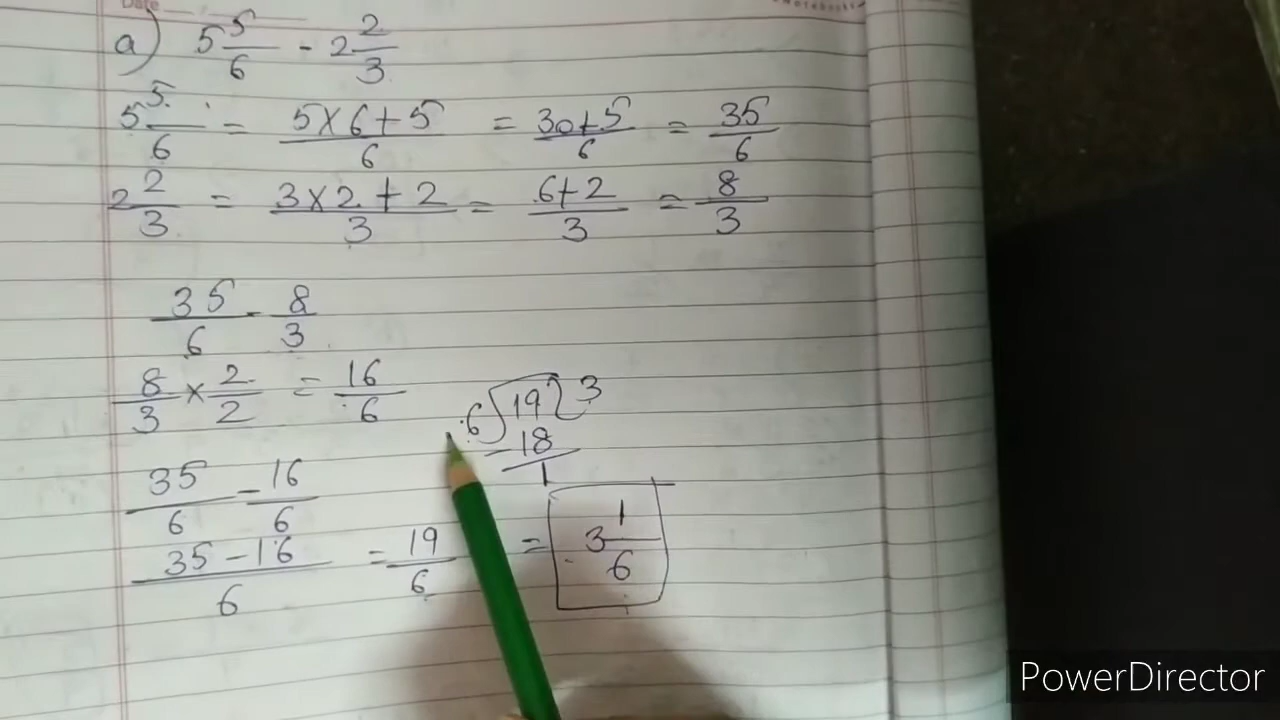 Date
Notebooks
a) 5 5/6 - 2 2/3
5 5/6 = 5×6+5/6 = 30+5/6 = 35/6
2 2/3 = 3×2+2/3 = 6+2/3 = 8/3
35/6 - 8/3
8/3 × 2/2 = 16/6
6)19(3
-18
1
35/6 - 16/6
35-16/6 = 19/6 = 3 1/6
PowerDirector